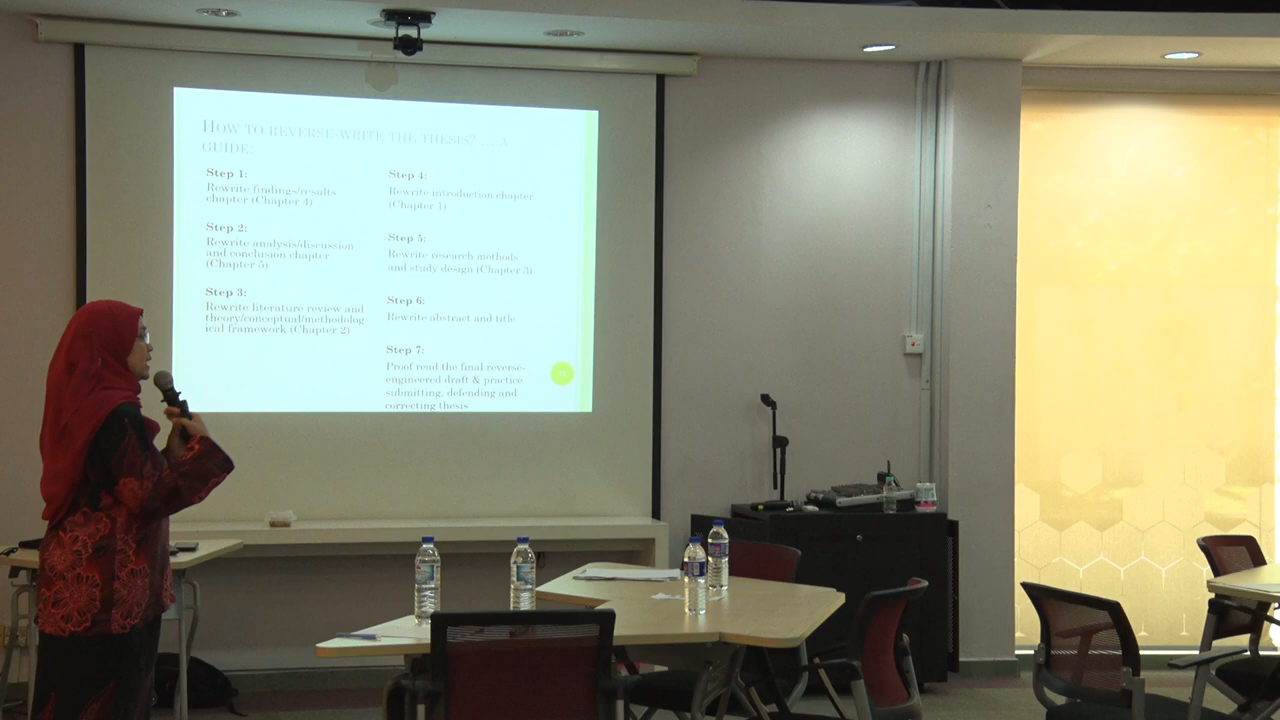 HOW TO REVERSE-WRITE THE THESIS? ... A
GUIDE:
Step 1:
Rewrite findings/results
chapter (Chapter 4)
Step 2:
Rewrite analysis/discussion
and conclusion chapter
(Chapter 5)
Step 3:
Rewrite literature review and
theory/conceptual/methodolog
ical framework (Chapter 2)
Step 4:
Rewrite introduction chapter
(Chapter 1)
Step 5:
Rewrite research methods
and study design (Chapter 3)
Step 6:
Rewrite abstract and title
Step 7:
Proof read the final reverse-
engineered draft & practice
submitting, defending and
correcting thesis